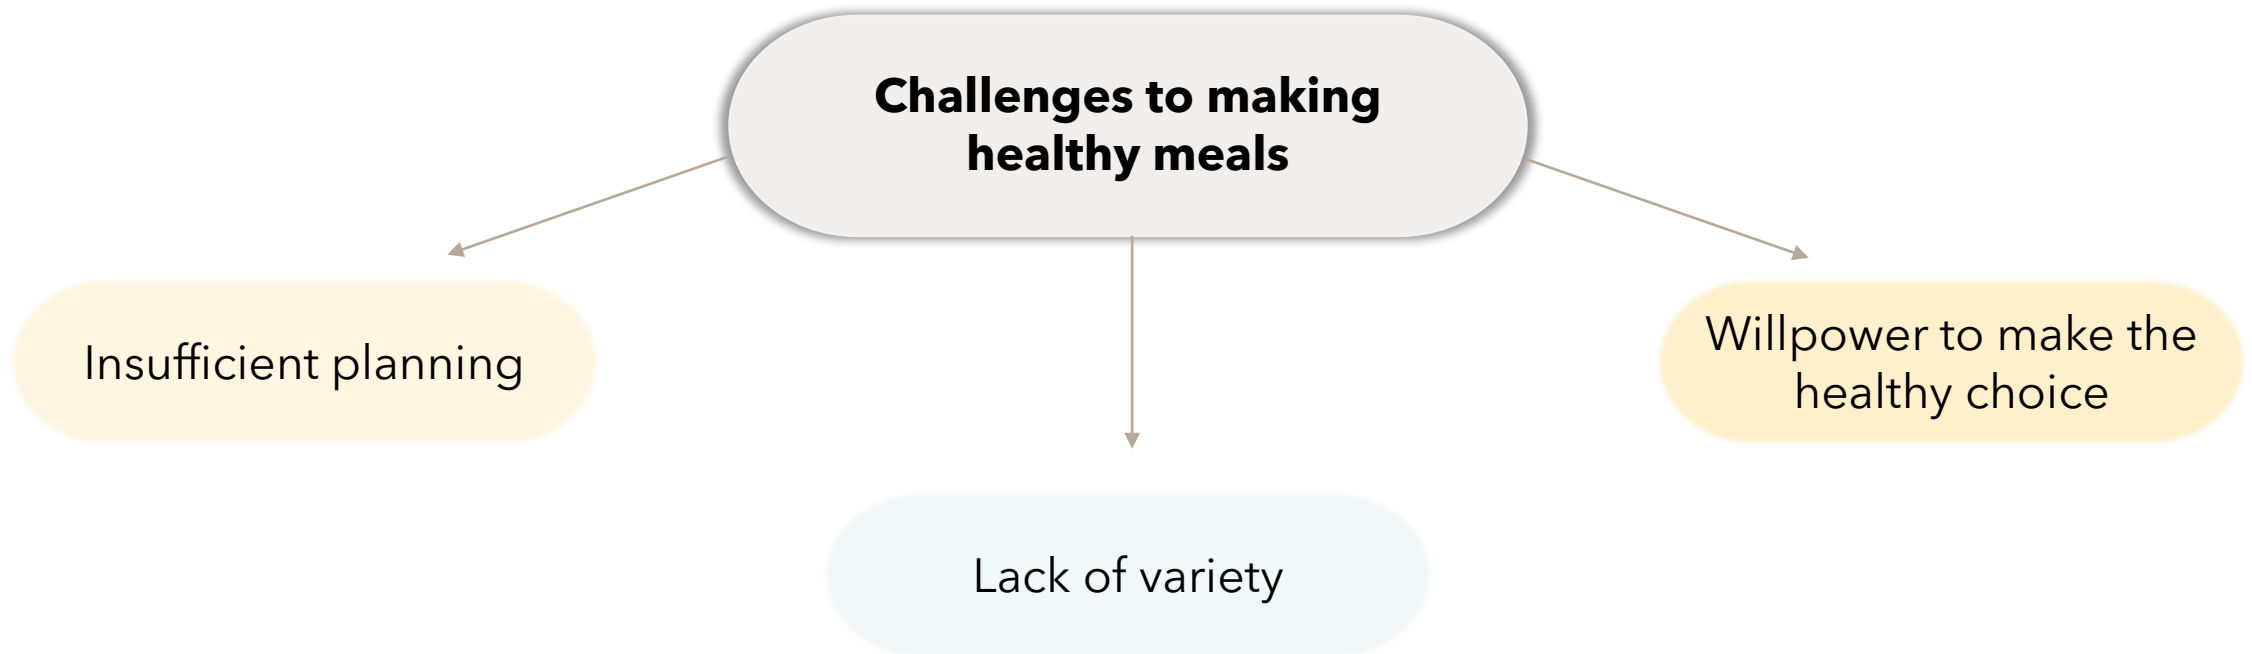 Challenges to making
healthy meals
Insufficient planning
Willpower to make the
healthy choice
Lack of variety